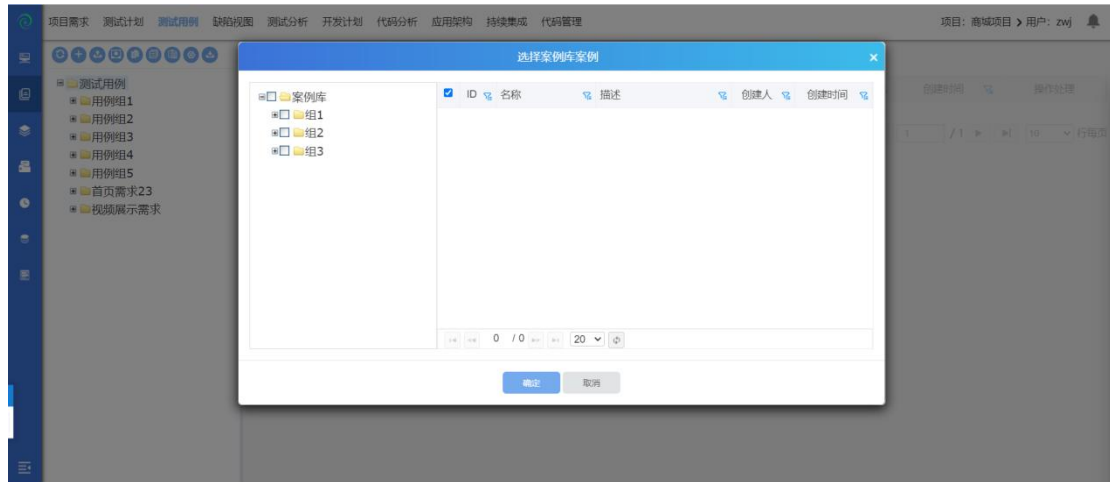 项目需求 测试计划 测试用例 缺陷视图 测试分析 开发计划 代码分析 应用架构 持续集成 代码管理 项目: 商城项目 ❯ 用户: zwj
选择案例库案例 ×
测试用例
用例组1
用例组2
用例组3
用例组4
用例组5
首页需求23
视频展示需求
案例库
组1
组2
组3
ID 名称 描述 创建人 创建时间
0 / 0 20
确定 取消
创建时间 操作处理
1 / 1 10 行每页